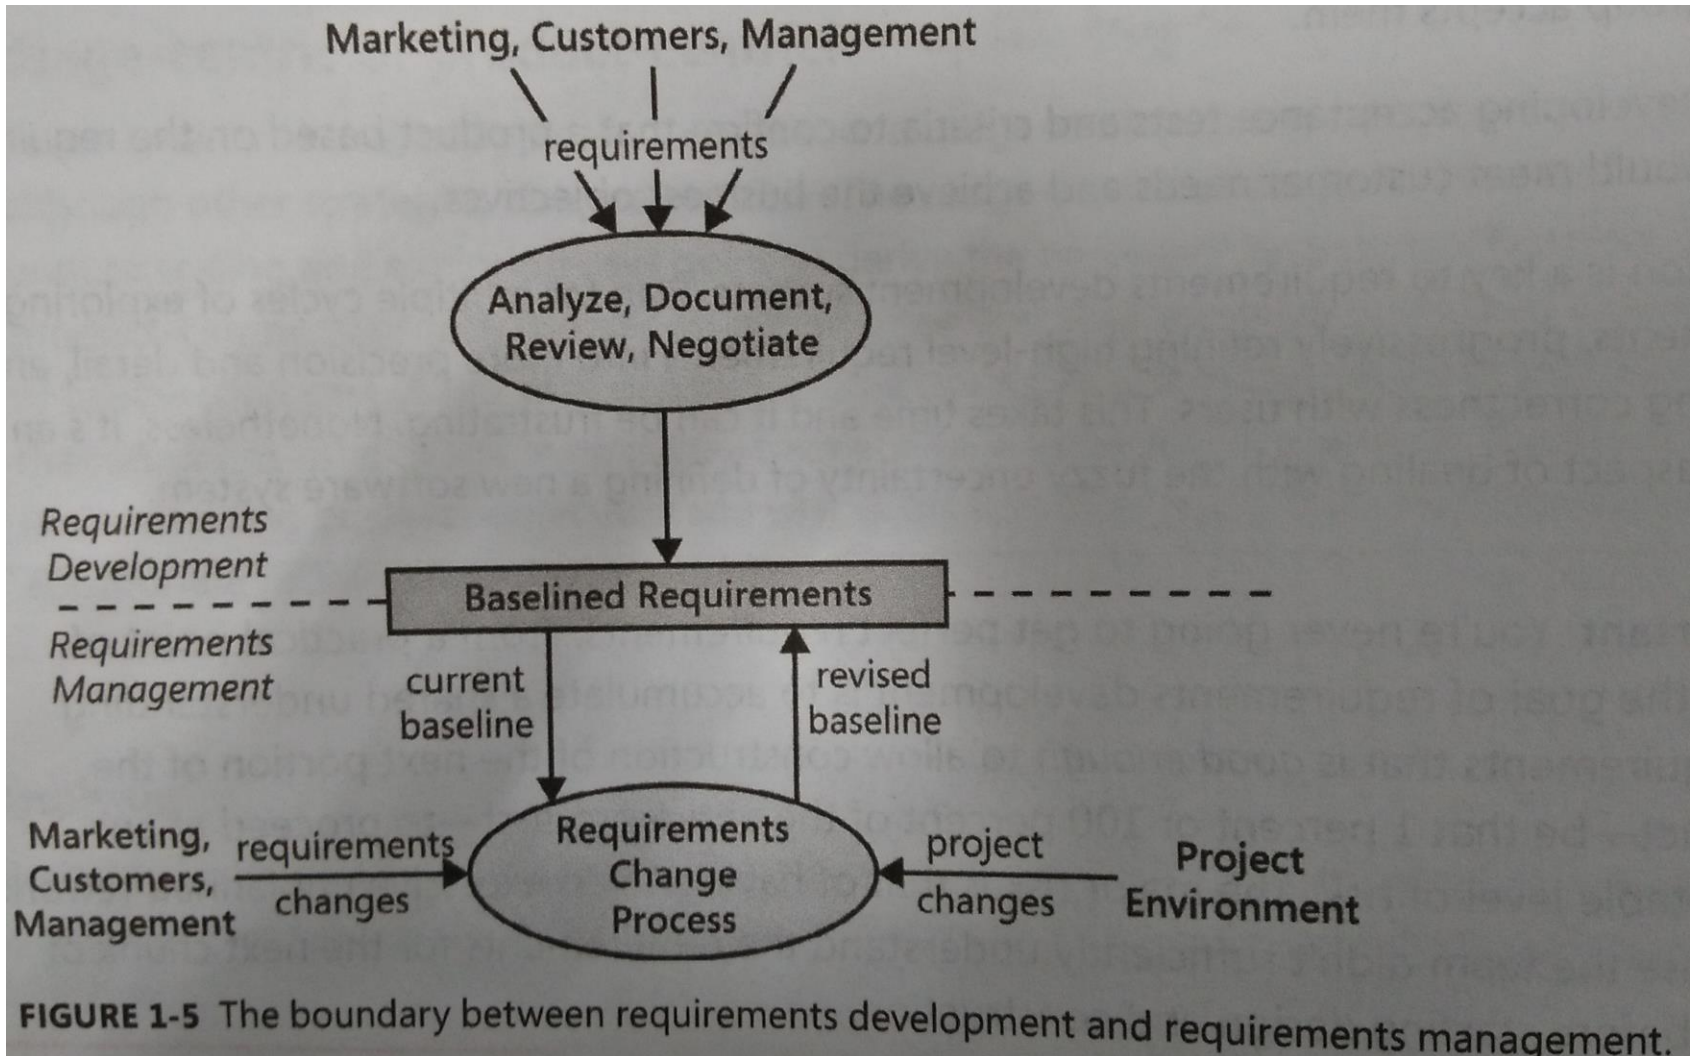 Marketing, Customers, Management
requirements
Analyze, Document,
Review, Negotiate
Requirements
Development
Baselined Requirements
Requirements
Management
current
baseline
revised
baseline
Marketing,
Customers,
Management
requirements
changes
Requirements
Change
Process
project
changes
Project
Environment
FIGURE 1-5 The boundary between requirements development and requirements management.